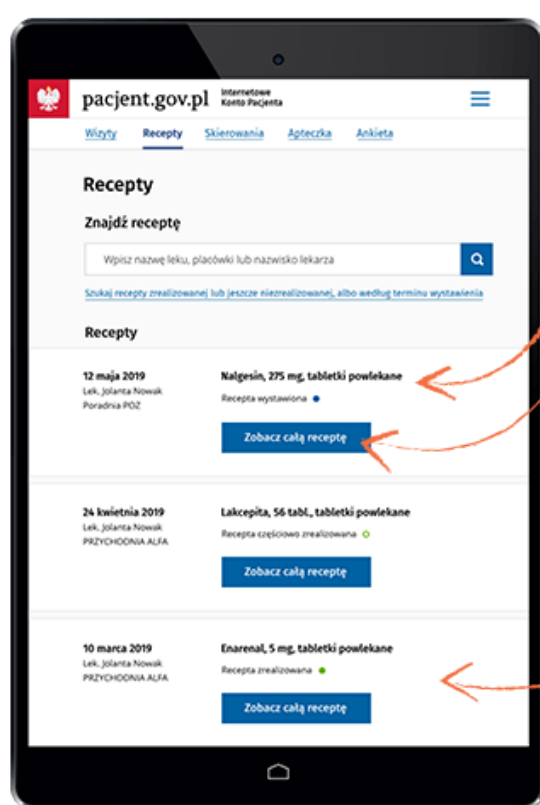 pacjent.gov.pl
Internetowe
Konto Pacjenta
Wizyty Recepty Skierowania Apteczka Ankieta
Recepty
Znajdź receptę
Wpisz nazwę leku, placówki lub nazwisko lekarza
Szukaj recepty zrealizowanej lub jeszcze niezrealizowanej, albo według terminu wystawienia
Recepty
12 maja 2019
Lek. Jolanta Nowak
Poradnia POZ
Nalgesin, 275 mg, tabletki powlekane
Recepta wystawiona
Zobacz całą receptę
24 kwietnia 2019
Lek. Jolanta Nowak
PRZYCHODNIA ALFA
Lakcepita, 56 tabl., tabletki powlekane
Recepta częściowo zrealizowana
Zobacz całą receptę
10 marca 2019
Lek. Jolanta Nowak
PRZYCHODNIA ALFA
Enarenal, 5 mg, tabletki powlekane
Recepta zrealizowana
Zobacz całą receptę